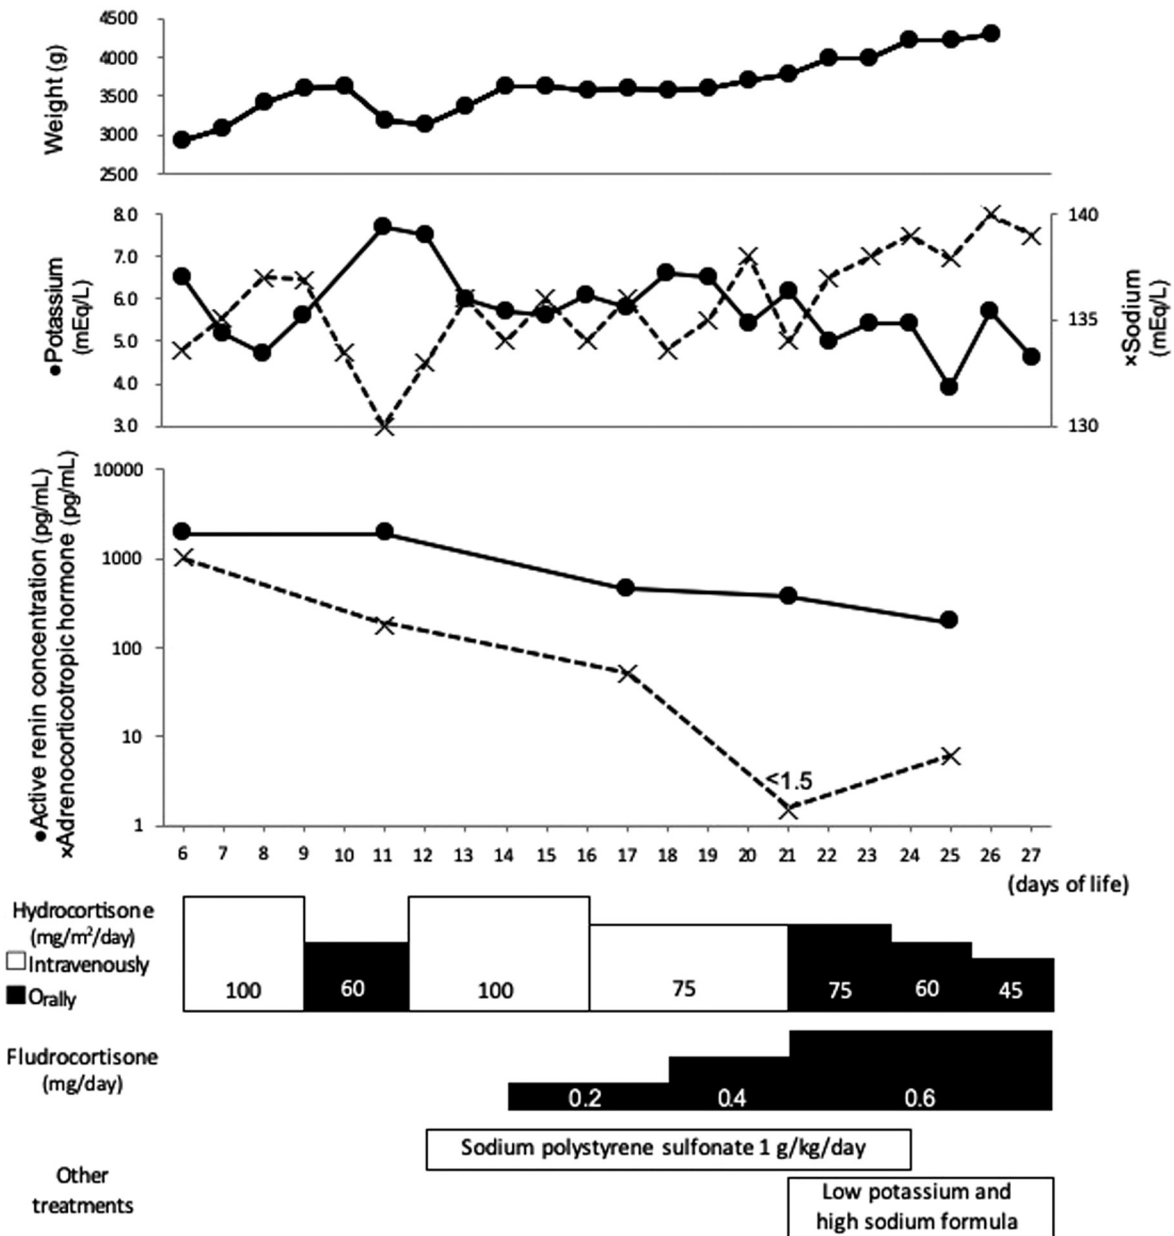 4500
4000
3500
3000
2500
Weight (g)
8.0
7.0
6.0
5.0
4.0
3.0
●Potassium
(mEq/L)
140
135
130
×Sodium
(mEq/L)
10000
1000
100
10
1
●Active renin concentration (pg/mL)
×Adrenocorticotropic hormone (pg/mL)
<1.5
6 7 8 9 10 11 12 13 14 15 16 17 18 19 20 21 22 23 24 25 26 27
(days of life)
Hydrocortisone
(mg/m²/day)
Intravenously
Orally
100 60 100 75 75 60 45
Fludrocortisone
(mg/day)
0.2 0.4 0.6
Other
treatments
Sodium polystyrene sulfonate 1 g/kg/day
Low potassium and
high sodium formula